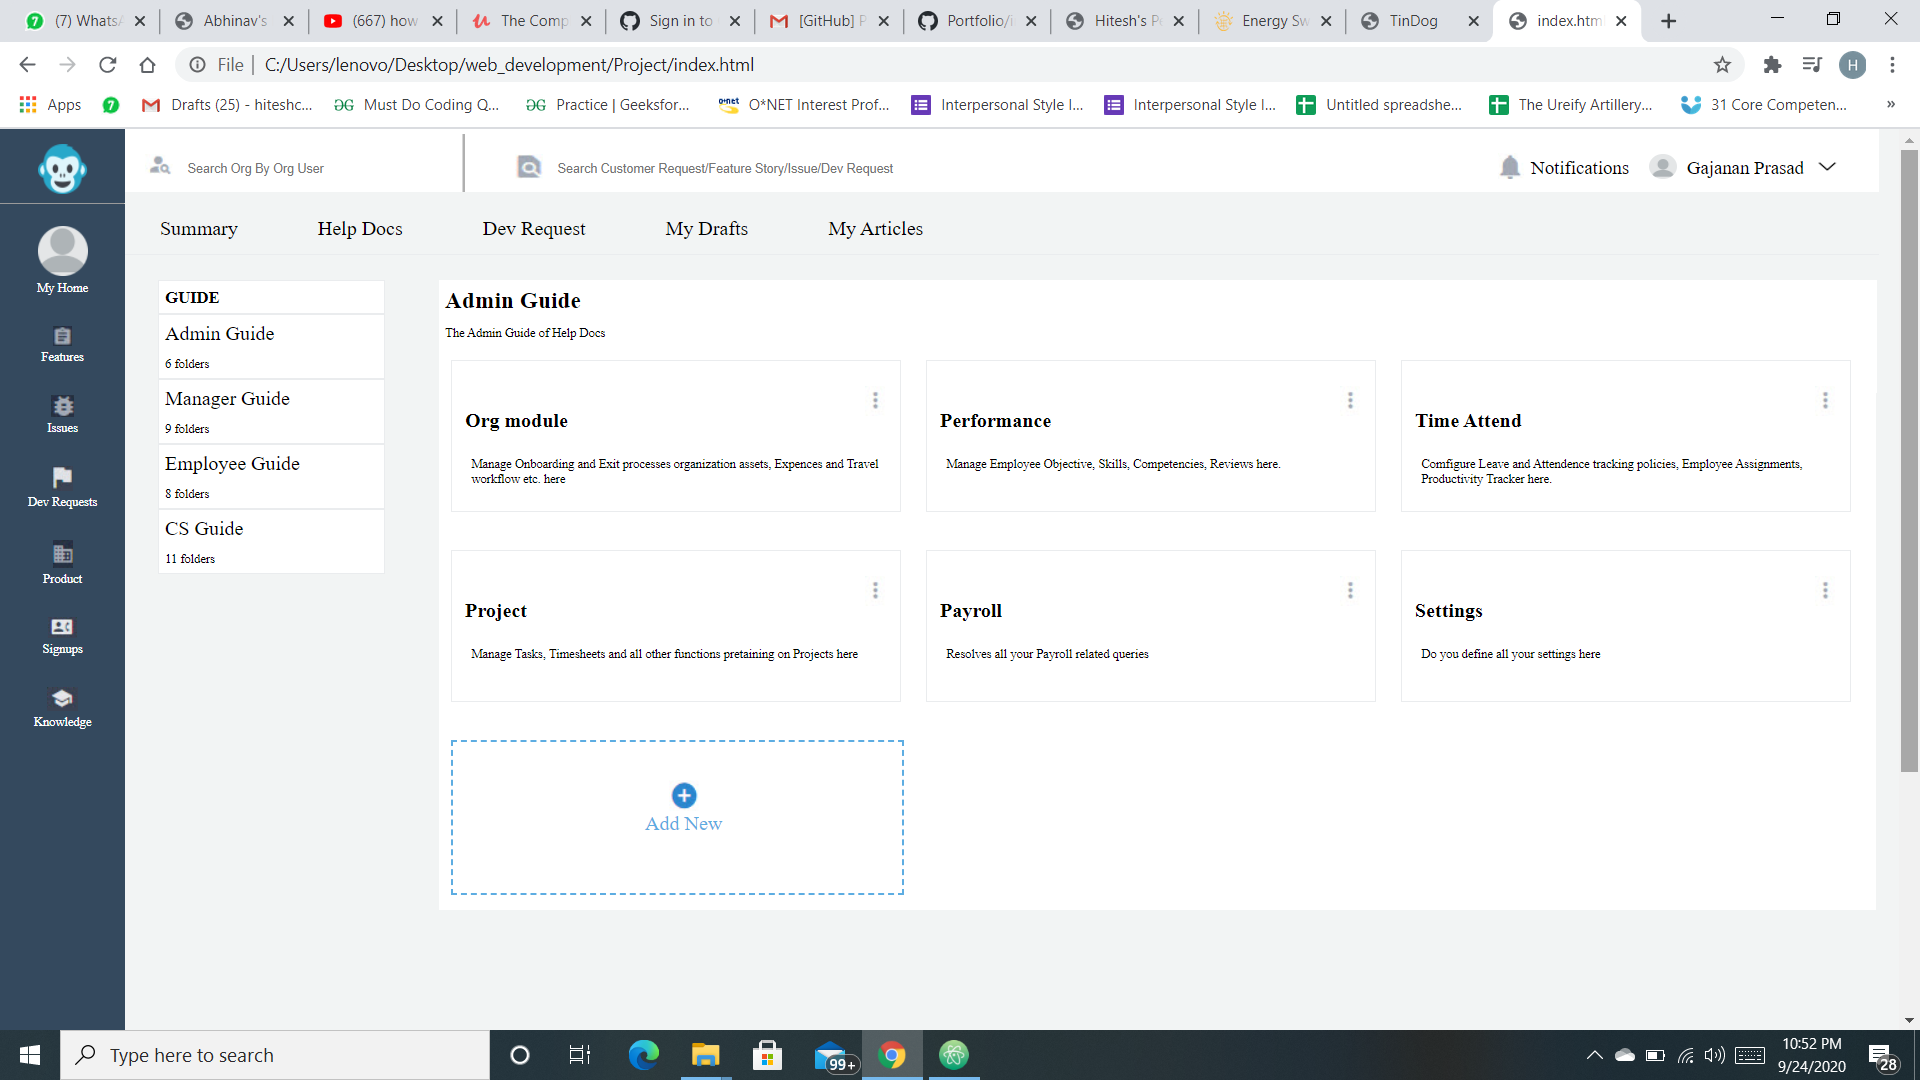 (7) Whats
Abhinav's
(667) how
The Comp
Sign in to
[GitHub] P
Portfolio/i
Hitesh's P
Energy Sw
TinDog
index.htm
File
C:/Users/lenovo/Desktop/web_development/Project/index.html
H
Apps
7
Drafts (25) - hiteshc...
Must Do Coding Q...
Practice | Geeksfor...
O*NET Interest Prof...
Interpersonal Style I...
Interpersonal Style I...
Untitled spreadshe...
The Ureify Artillery...
31 Core Competen...
»
Search Org By Org User
Search Customer Request/Feature Story/Issue/Dev Request
Notifications
Gajanan Prasad
Summary
Help Docs
Dev Request
My Drafts
My Articles
My Home
Features
Issues
Dev Requests
Product
Signups
Knowledge
GUIDE
Admin Guide
6 folders
Manager Guide
9 folders
Employee Guide
8 folders
CS Guide
11 folders
Admin Guide
The Admin Guide of Help Docs
Org module
Manage Onboarding and Exit processes organization assets, Expences and Travel
workflow etc. here
Performance
Manage Employee Objective, Skills, Competencies, Reviews here.
Time Attend
Comfigure Leave and Attendence tracking policies, Employee Assignments,
Productivity Tracker here.
Project
Manage Tasks, Timesheets and all other functions pretaining on Projects here
Payroll
Resolves all your Payroll related queries
Settings
Do you define all your settings here
Add New
Type here to search
99+
10:52 PM
9/24/2020
28